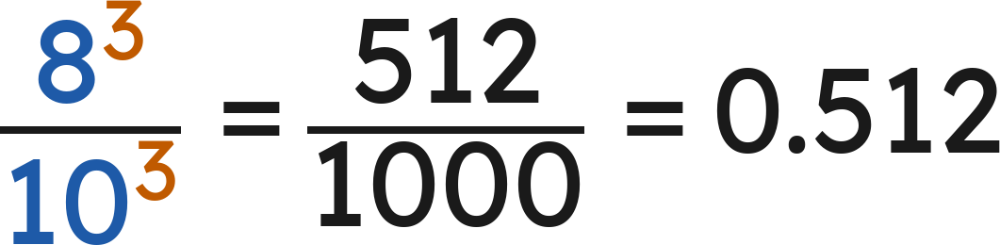 8³/10³ = 512/1000 = 0.512